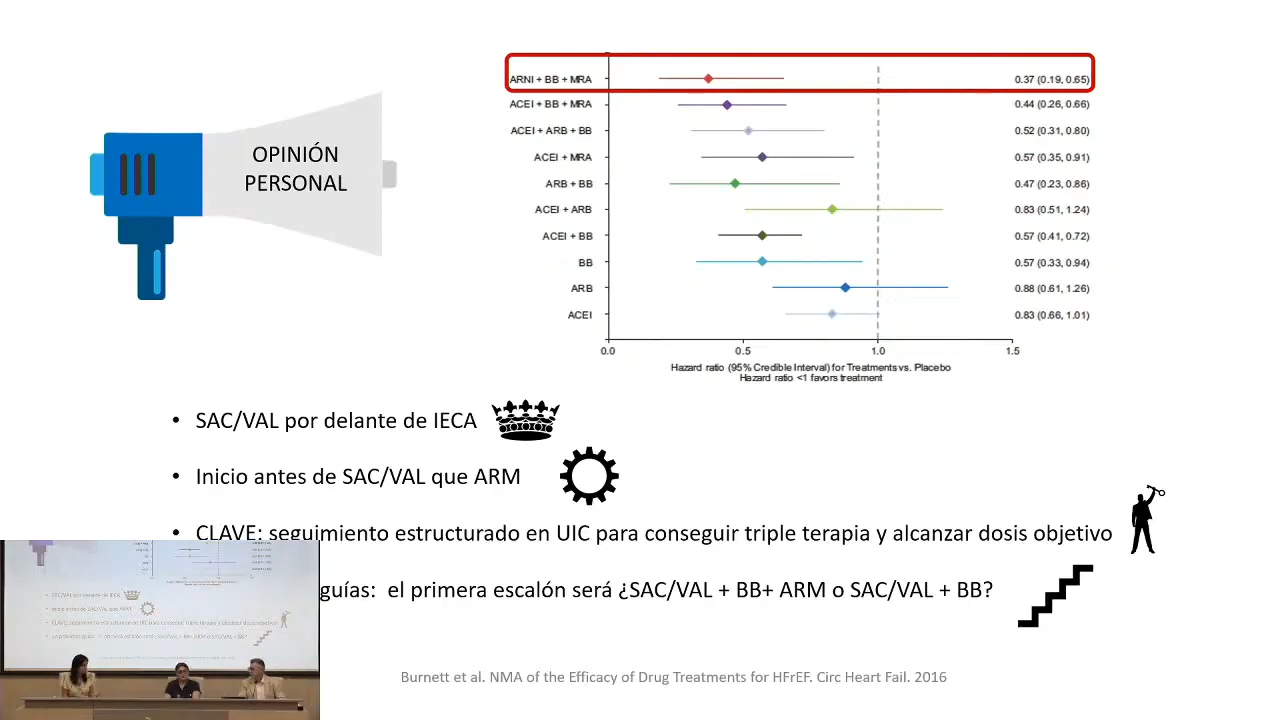 OPINIÓN
PERSONAL
ARNI + BB + MRA 0.37 (0.19, 0.65)
ACEI + BB + MRA 0.44 (0.26, 0.66)
ACEI + ARB + BB 0.52 (0.31, 0.80)
ACEI + MRA 0.57 (0.35, 0.91)
ARB + BB 0.47 (0.23, 0.86)
ACEI + ARB 0.83 (0.51, 1.24)
ACEI + BB 0.57 (0.41, 0.72)
BB 0.57 (0.33, 0.94)
ARB 0.88 (0.61, 1.26)
ACEI 0.83 (0.66, 1.01)
0.0 0.5 1.0 1.5
Hazard ratio (95% Credible Interval) for Treatments vs. Placebo
Hazard ratio <1 favors treatment
• SAC/VAL por delante de IECA
• Inicio antes de SAC/VAL que ARM
• CLAVE: seguimiento estructurado en UIC para conseguir triple terapia y alcanzar dosis objetivo
guías: el primera escalón será ¿SAC/VAL + BB+ ARM o SAC/VAL + BB?
Burnett et al. NMA of the Efficacy of Drug Treatments for HFrEF. Circ Heart Fail. 2016